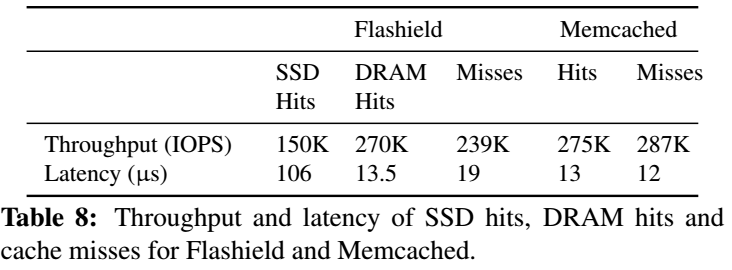 Flashield Memcached
SSD DRAM Misses Hits Misses
Hits Hits
Throughput (IOPS) 150K 270K 239K 275K 287K
Latency (μs) 106 13.5 19 13 12
Table 8: Throughput and latency of SSD hits, DRAM hits and
cache misses for Flashield and Memcached.